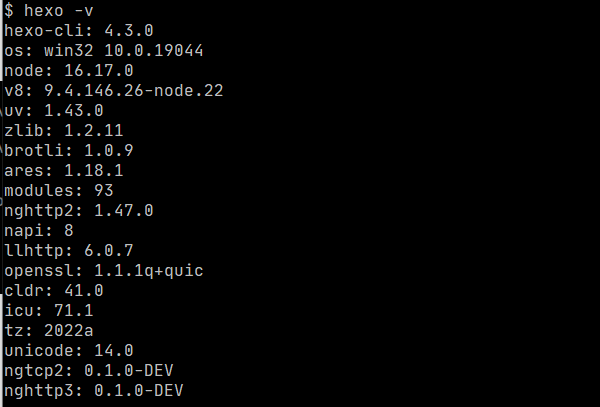 $ hexo -v
hexo-cli: 4.3.0
os: win32 10.0.19044
node: 16.17.0
v8: 9.4.146.26-node.22
uv: 1.43.0
zlib: 1.2.11
brotli: 1.0.9
ares: 1.18.1
modules: 93
nghttp2: 1.47.0
napi: 8
llhttp: 6.0.7
openssl: 1.1.1q+quic
cldr: 41.0
icu: 71.1
tz: 2022a
unicode: 14.0
ngtcp2: 0.1.0-DEV
nghttp3: 0.1.0-DEV